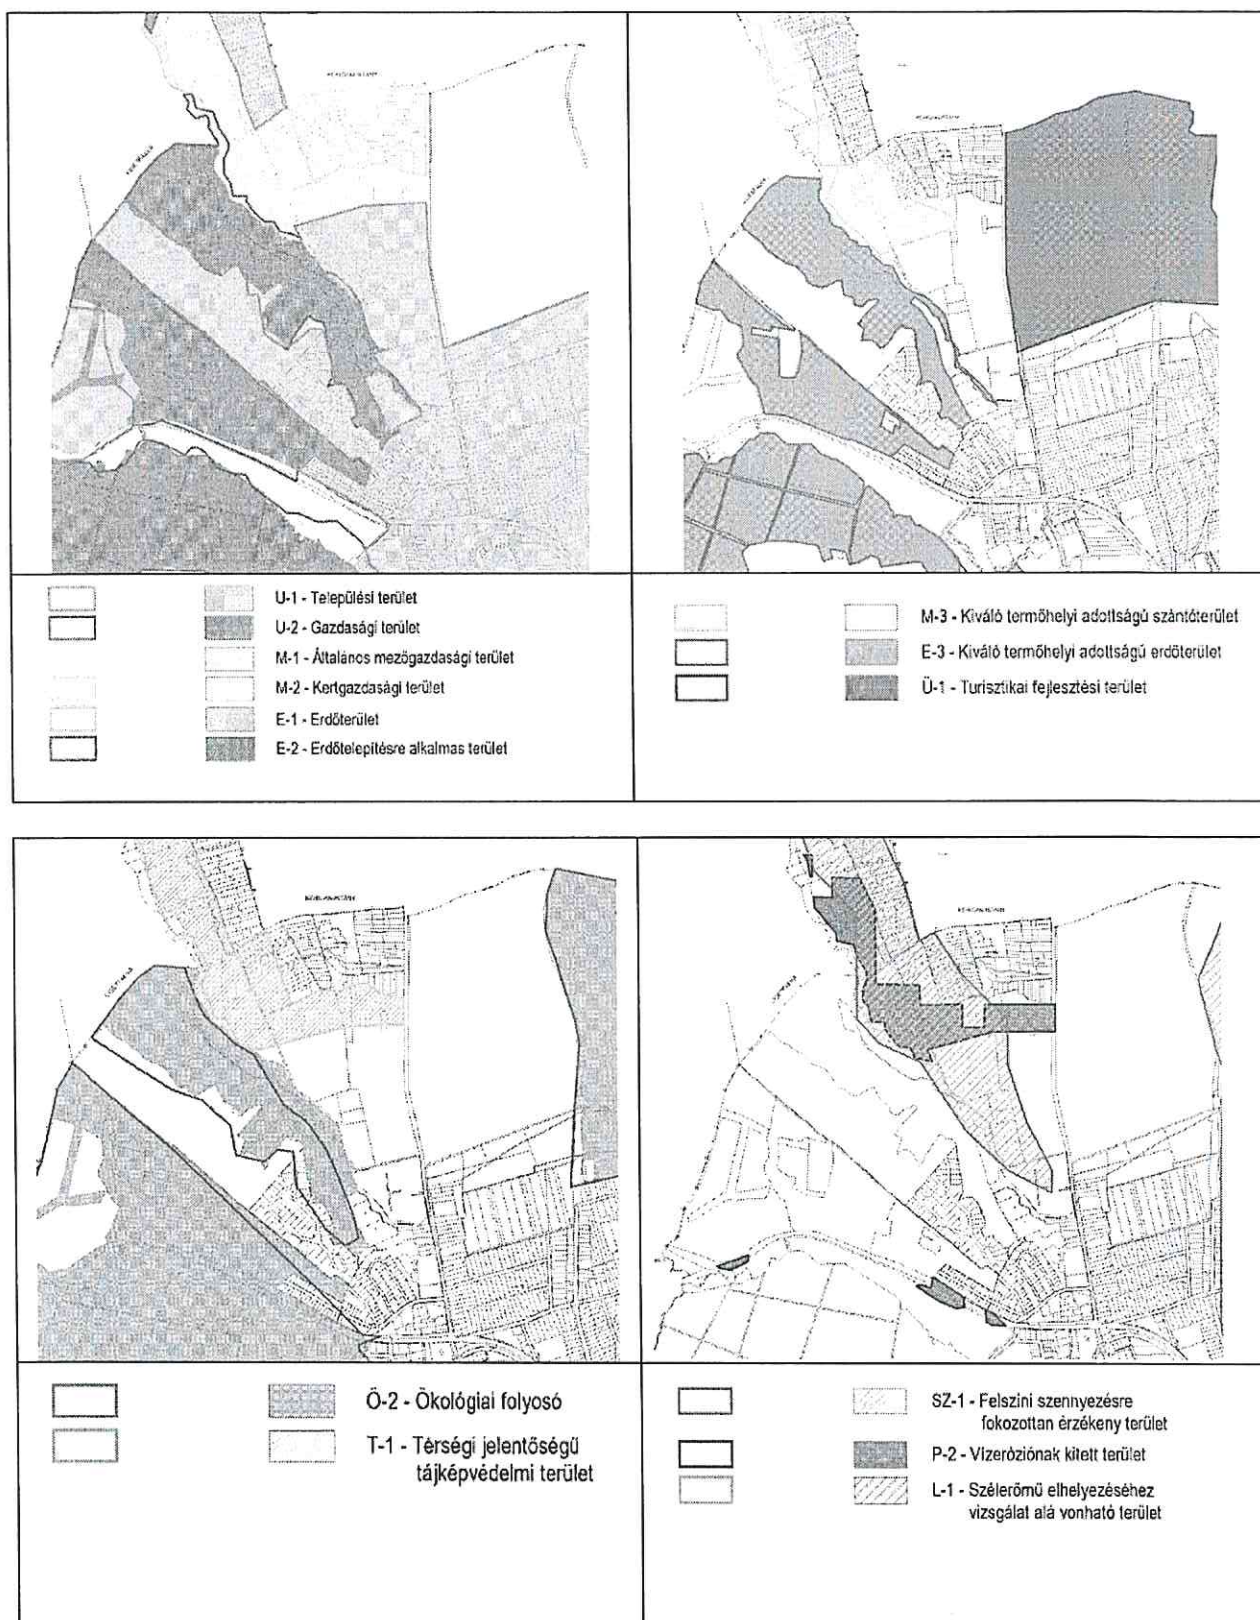 U-1 - Települési terület
U-2 - Gazdasági terület
M-1 - Általános mezőgazdasági terület
M-2 - Kertgazdasági terület
E-1 - Erdőterület
E-2 - Erdőtelepítésre alkalmas terület
M-3 - Kiváló termőhelyi adottságú szántóterület
E-3 - Kiváló termőhelyi adottságú erdőterület
Ü-1 - Turisztikai fejlesztési terület
Ö-2 - Ökológiai folyosó
T-1 - Térségi jelentőségű
tájképvédelmi terület
SZ-1 - Felszíni szennyezésre
fokozottan érzékeny terület
P-2 - Vízeróziónak kitett terület
L-1 - Szélerőmű elhelyezéséhez
vizsgálat alá vonható terület